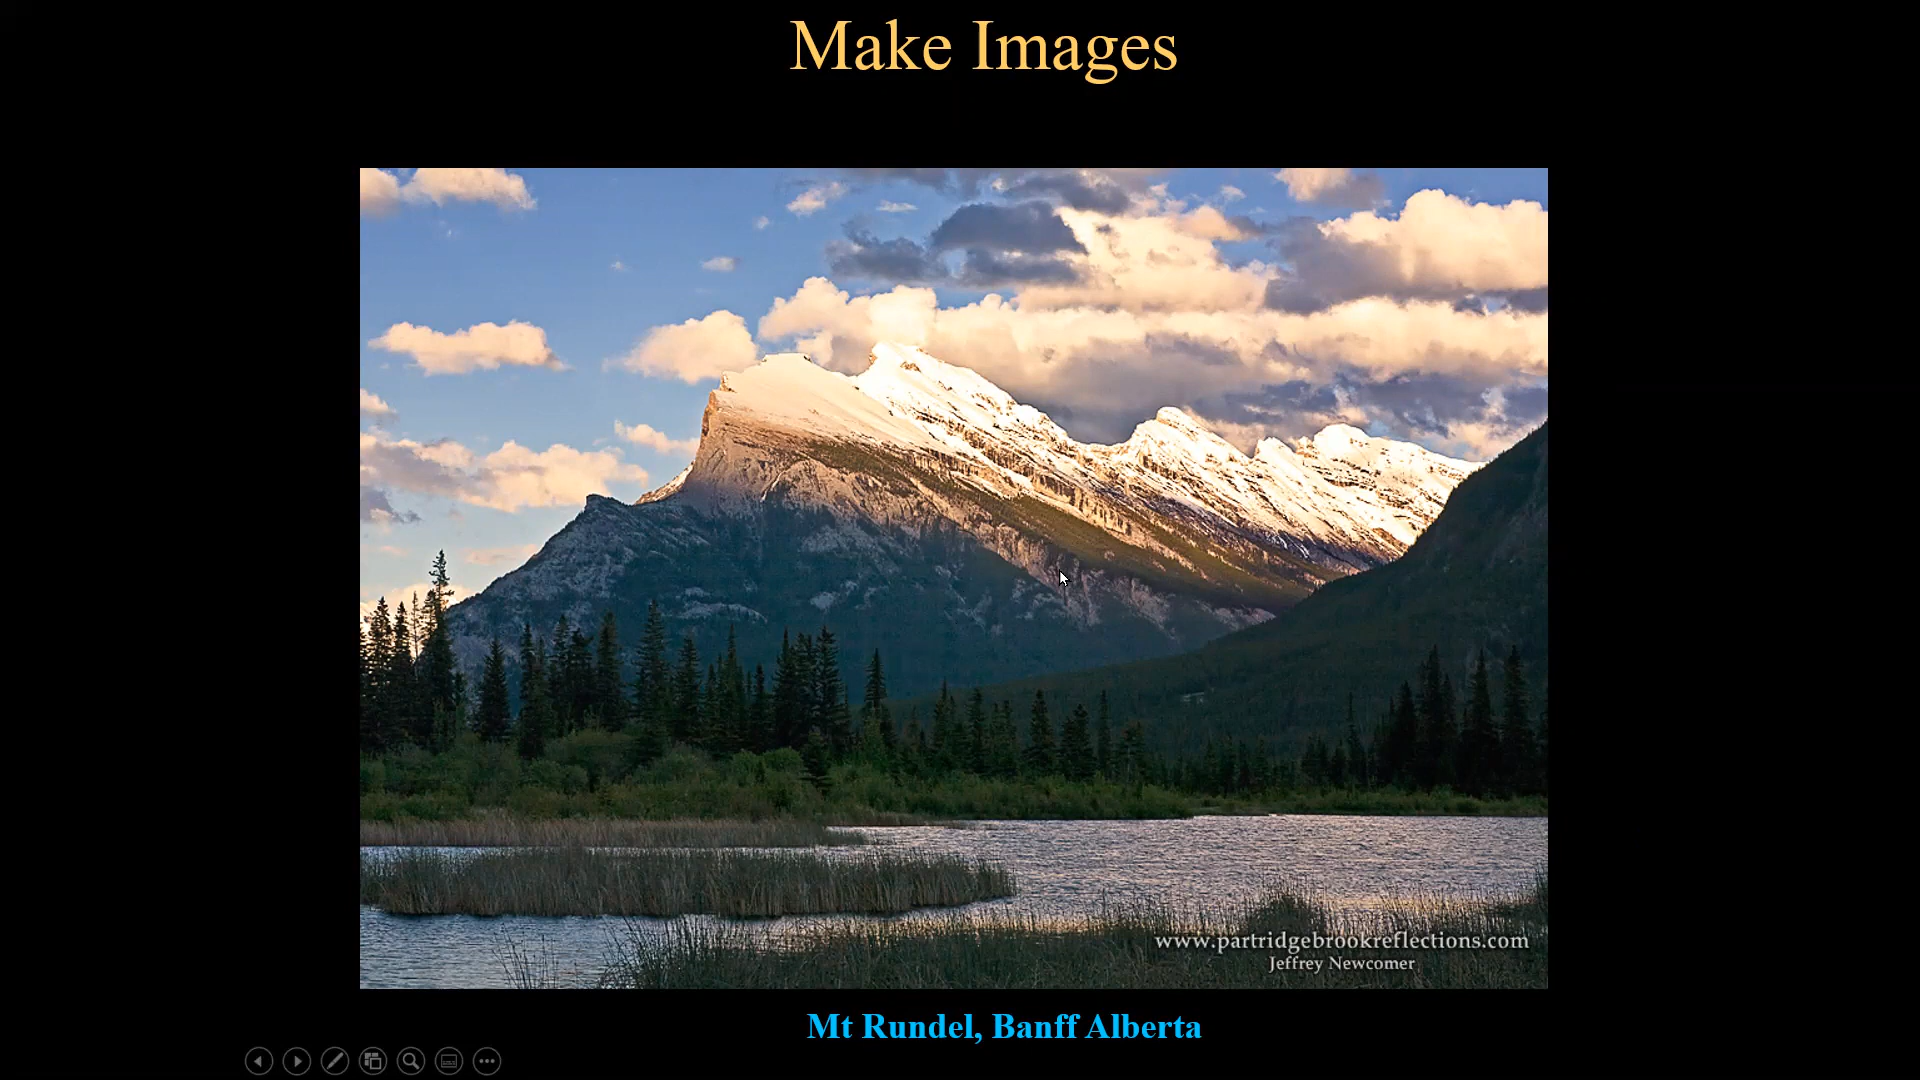 Make Images
www.partridgebrookreflections.com
Jeffrey Newcomer
Mt Rundel, Banff Alberta